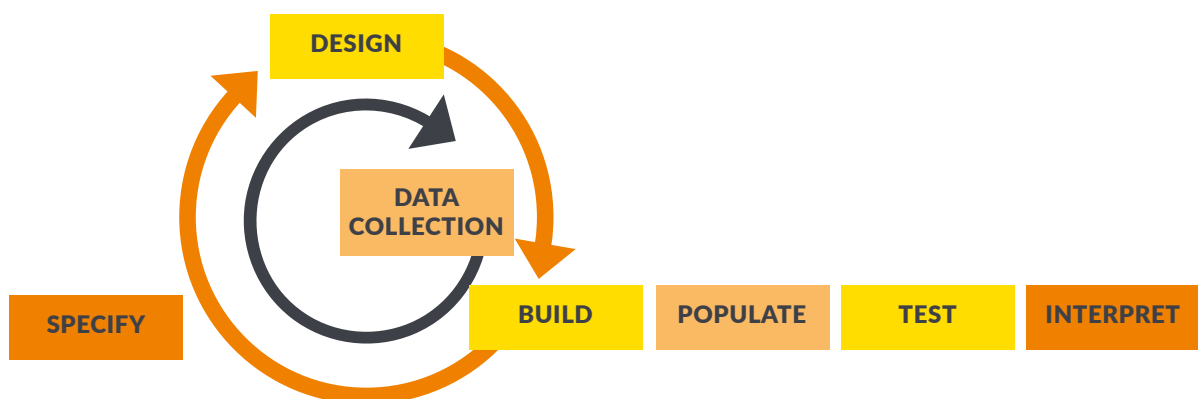 DESIGN
DATA
COLLECTION
SPECIFY
BUILD
POPULATE
TEST
INTERPRET